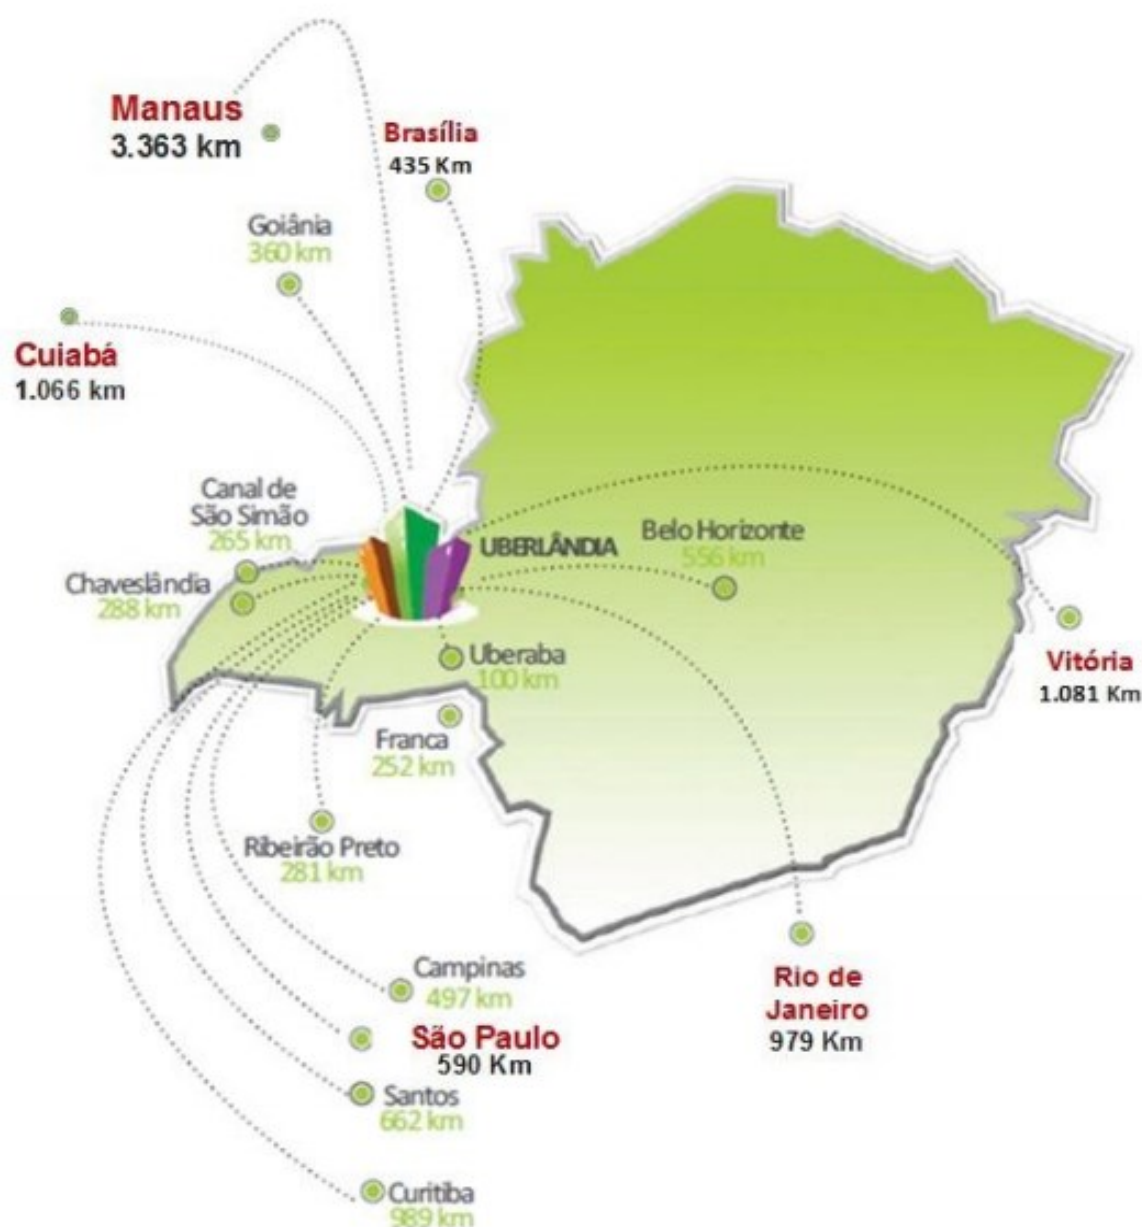 Manaus
3.363 km
Brasília
435 Km
Goiânia
360 km
Cuiabá
1.066 km
Canal de
São Simão
265 km
Chaveslândia
288 km
UBERLÂNDIA
Belo Horizonte
556 km
Uberaba
100 km
Vitória
1.081 Km
Franca
252 km
Ribeirão Preto
281 km
Campinas
497 km
São Paulo
590 Km
Rio de
Janeiro
979 Km
Santos
662 km
Curitiba
989 km